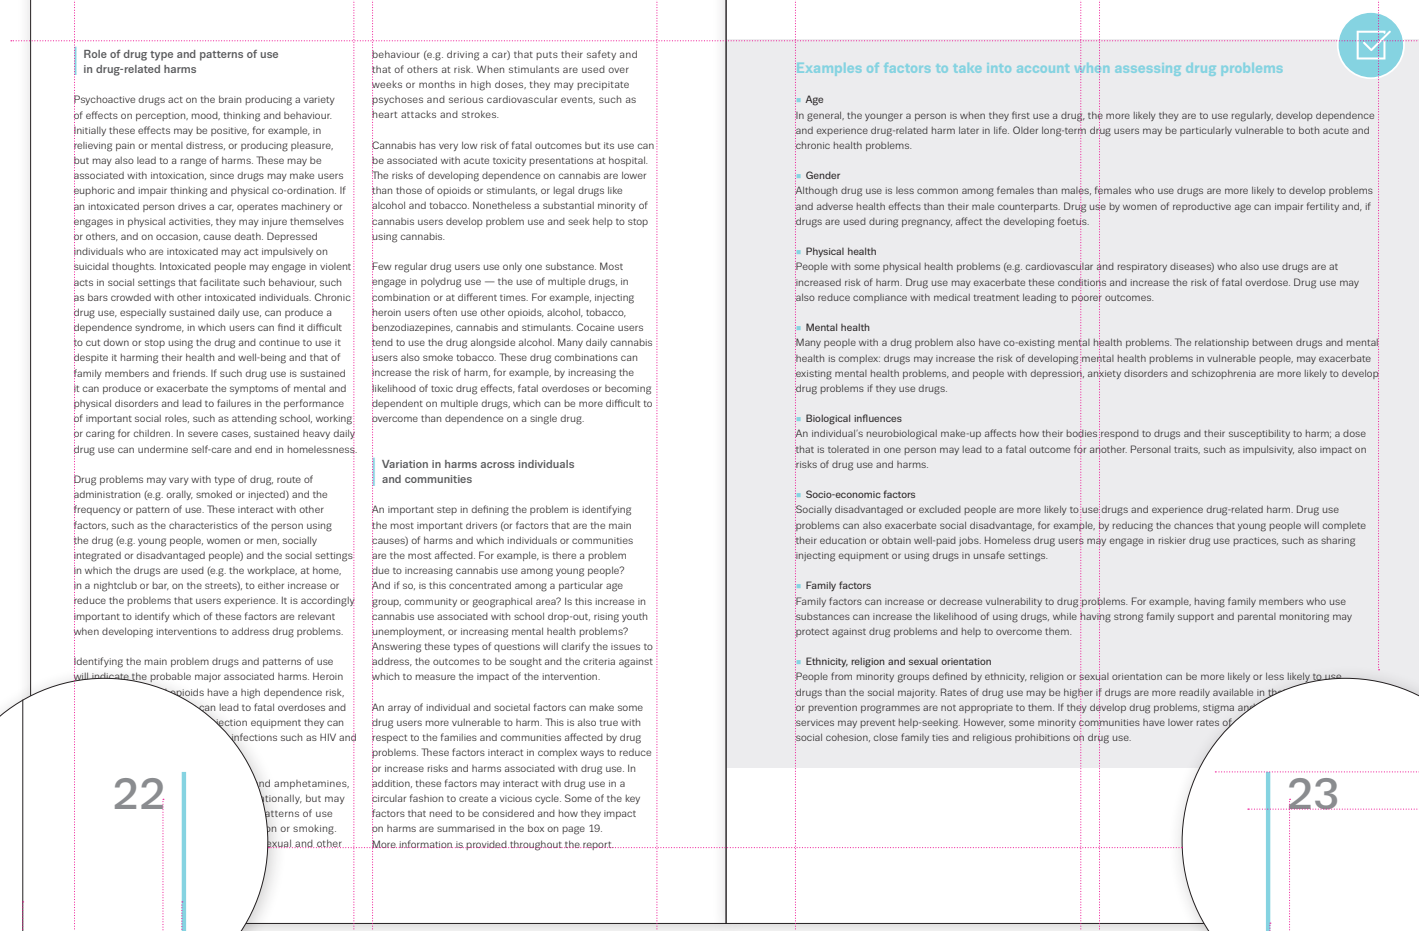 Role of drug type and patterns of use
in drug-related harms
Psychoactive drugs act on the brain producing a variety
of effects on perception, mood, thinking and behaviour.
Initially these effects may be positive, for example, in
relieving pain or mental distress, or producing pleasure,
but may also lead to a range of harms. These may be
associated with intoxication, since drugs may make users
euphoric and impair thinking and physical co-ordination. If
an intoxicated person drives a car, operates machinery or
engages in physical activities, they may injure themselves
or others, and on occasion, cause death. Depressed
individuals who are intoxicated may act impulsively on
suicidal thoughts. Intoxicated people may engage in violent
acts in social settings that facilitate such behaviour, such
as bars crowded with other intoxicated individuals. Chronic
drug use, especially sustained daily use, can produce a
dependence syndrome, in which users can find it difficult
to cut down or stop using the drug and continue to use it
despite it harming their health and well-being and that of
family members and friends. If such drug use is sustained
it can produce or exacerbate the symptoms of mental and
physical disorders and lead to failures in the performance
of important social roles, such as attending school, working
or caring for children. In severe cases, sustained heavy daily
drug use can undermine self-care and end in homelessness.
Drug problems may vary with type of drug, route of
administration (e.g. orally, smoked or injected) and the
frequency or pattern of use. These interact with other
factors, such as the characteristics of the person using
the drug (e.g. young people, women or men, socially
integrated or disadvantaged people) and the social settings
in which the drugs are used (e.g. the workplace, at home,
in a nightclub or bar, on the streets), to either increase or
reduce the problems that users experience. It is accordingly
important to identify which of these factors are relevant
when developing interventions to address drug problems.
Identifying the main problem drugs and patterns of use
will indicate the probable major associated harms. Heroin
opioids have a high dependence risk,
can lead to fatal overdoses and
injection equipment they can
infections such as HIV and
and amphetamines,
but may
patterns of use
or smoking.
sexual and other
behaviour (e.g. driving a car) that puts their safety and
that of others at risk. When stimulants are used over
weeks or months in high doses, they may precipitate
psychoses and serious cardiovascular events, such as
heart attacks and strokes.
Cannabis has very low risk of fatal outcomes but its use can
be associated with acute toxicity presentations at hospital.
The risks of developing dependence on cannabis are lower
than those of opioids or stimulants, or legal drugs like
alcohol and tobacco. Nonetheless a substantial minority of
cannabis users develop problem use and seek help to stop
using cannabis.
Few regular drug users use only one substance. Most
engage in polydrug use — the use of multiple drugs, in
combination or at different times. For example, injecting
heroin users often use other opioids, alcohol, tobacco,
benzodiazepines, cannabis and stimulants. Cocaine users
tend to use the drug alongside alcohol. Many daily cannabis
users also smoke tobacco. These drug combinations can
increase the risk of harm, for example, by increasing the
likelihood of toxic drug effects, fatal overdoses or becoming
dependent on multiple drugs, which can be more difficult to
overcome than dependence on a single drug.
Variation in harms across individuals
and communities
An important step in defining the problem is identifying
the most important drivers (or factors that are the main
causes) of harms and which individuals or communities
are the most affected. For example, is there a problem
due to increasing cannabis use among young people?
And if so, is this concentrated among a particular age
group, community or geographical area? Is this increase in
cannabis use associated with school drop-out, rising youth
unemployment, or increasing mental health problems?
Answering these types of questions will clarify the issues to
address, the outcomes to be sought and the criteria against
which to measure the impact of the intervention.
An array of individual and societal factors can make some
drug users more vulnerable to harm. This is also true with
respect to the families and communities affected by drug
problems. These factors interact in complex ways to reduce
or increase risks and harms associated with drug use. In
addition, these factors may interact with drug use in a
circular fashion to create a vicious cycle. Some of the key
factors that need to be considered and how they impact
on harms are summarised in the box on page 19.
More information is provided throughout the report.
22
Examples of factors to take into account when assessing drug problems
Age
In general, the younger a person is when they first use a drug, the more likely they are to use regularly, develop dependence
and experience drug-related harm later in life. Older long-term drug users may be particularly vulnerable to both acute and
chronic health problems.
Gender
Although drug use is less common among females than males, females who use drugs are more likely to develop problems
and adverse health effects than their male counterparts. Drug use by women of reproductive age can impair fertility and, if
drugs are used during pregnancy, affect the developing foetus.
Physical health
People with some physical health problems (e.g. cardiovascular and respiratory diseases) who also use drugs are at
increased risk of harm. Drug use may exacerbate these conditions and increase the risk of fatal overdose. Drug use may
also reduce compliance with medical treatment leading to poorer outcomes.
Mental health
Many people with a drug problem also have co-existing mental health problems. The relationship between drugs and mental
health is complex: drugs may increase the risk of developing mental health problems in vulnerable people, may exacerbate
existing mental health problems, and people with depression, anxiety disorders and schizophrenia are more likely to develop
drug problems if they use drugs.
Biological influences
An individual's neurobiological make-up affects how their bodies respond to drugs and their susceptibility to harm; a dose
that is tolerated in one person may lead to a fatal outcome for another. Personal traits, such as impulsivity, also impact on
risks of drug use and harms.
Socio-economic factors
Socially disadvantaged or excluded people are more likely to use drugs and experience drug-related harm. Drug use
problems can also exacerbate social disadvantage, for example, by reducing the chances that young people will complete
their education or obtain well-paid jobs. Homeless drug users may engage in riskier drug use practices, such as sharing
injecting equipment or using drugs in unsafe settings.
Family factors
Family factors can increase or decrease vulnerability to drug problems. For example, having family members who use
substances can increase the likelihood of using drugs, while having strong family support and parental monitoring may
protect against drug problems and help to overcome them.
Ethnicity, religion and sexual orientation
People from minority groups defined by ethnicity, religion or sexual orientation can be more likely or less likely to use
drugs than the social majority. Rates of drug use may be higher if drugs are more readily available in the
or prevention programmes are not appropriate to them. If they develop drug problems, stigma and
services may prevent help-seeking. However, some minority communities have lower rates of
social cohesion, close family ties and religious prohibitions on drug use.
23